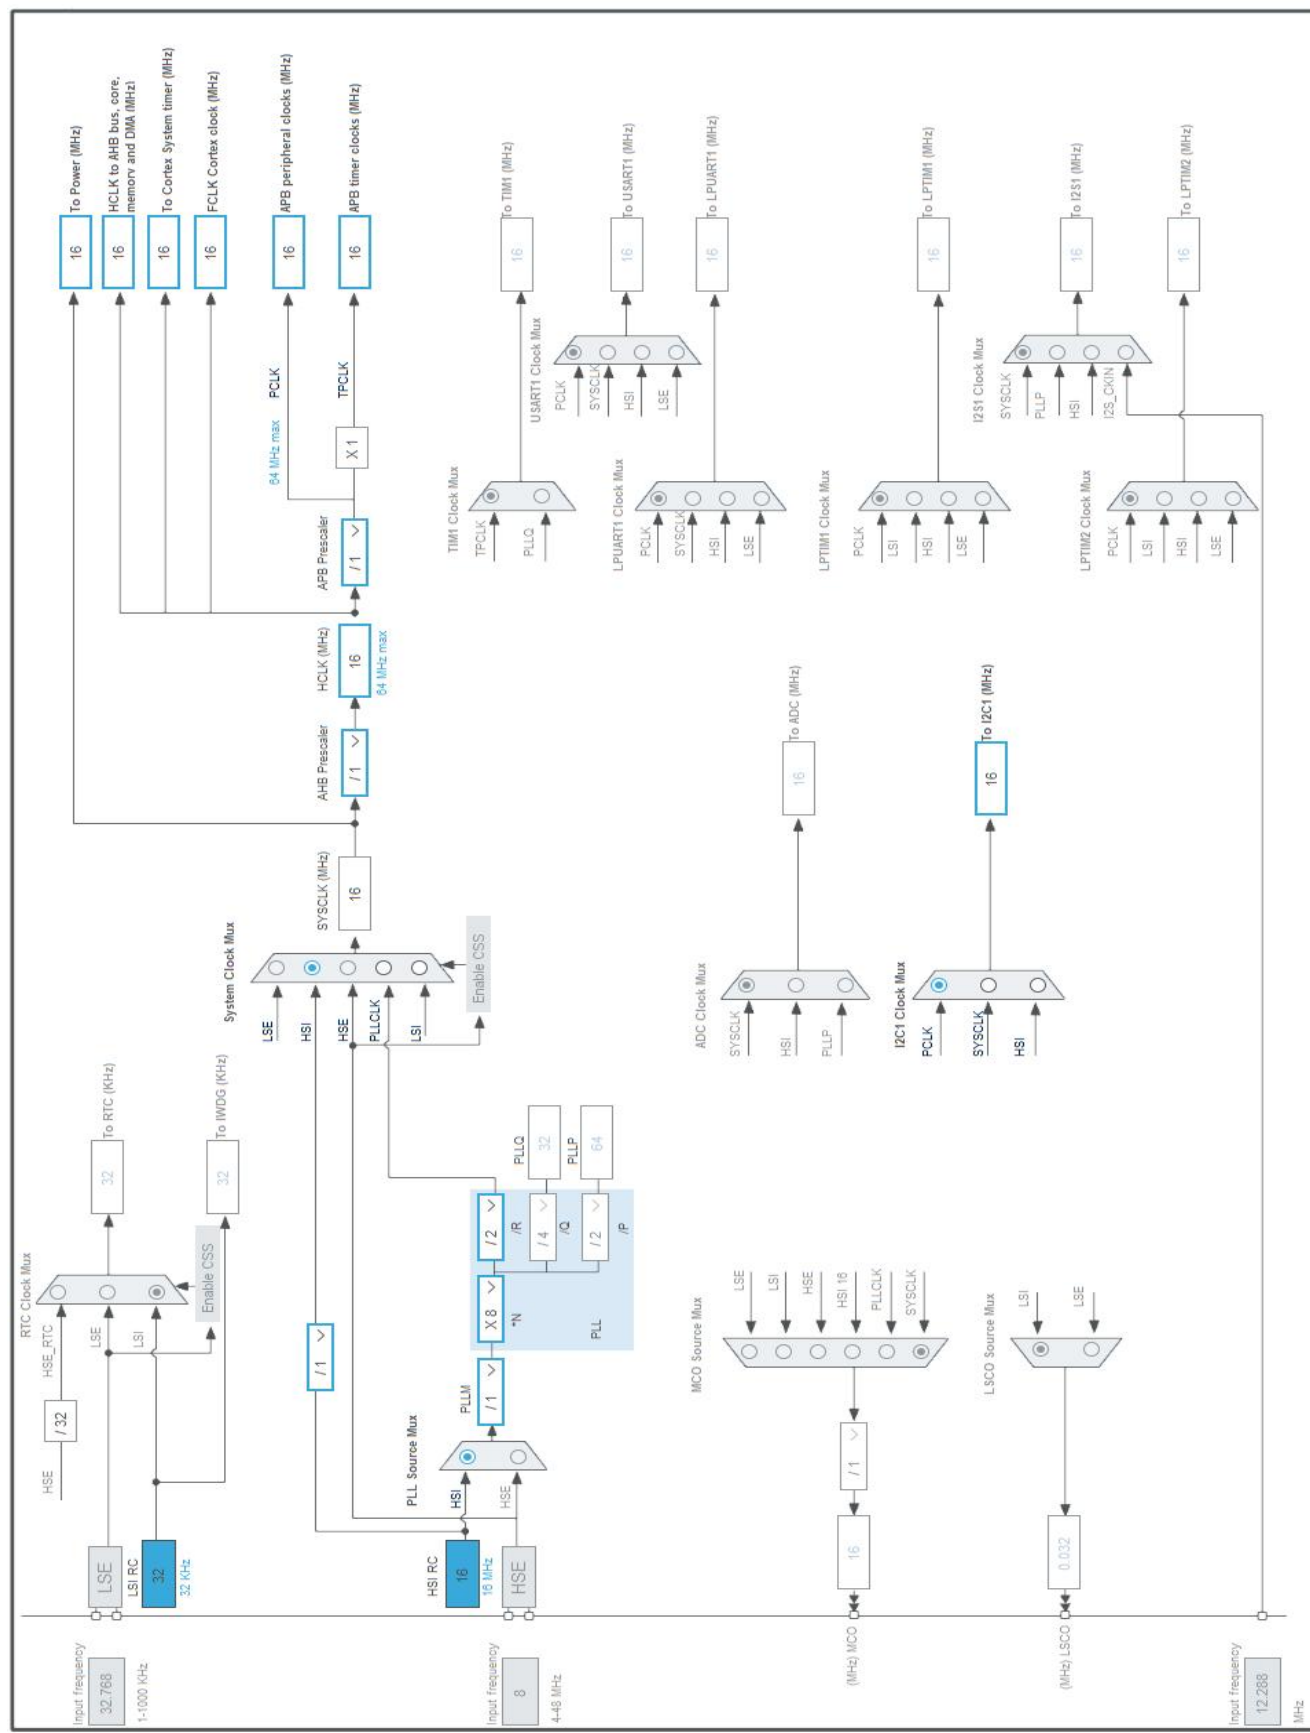 RTC Clock Mux
HSE
/ 32
HSE_RTC
LSE
LSI
Enable CSS
32
To RTC (KHz)
32
To IWDG (KHz)
Input frequency
32.768
1-1000 KHz
LSE
LSI RC
32
32 KHz
System Clock Mux
LSE
HSI
HSE
PLLCLK
LSI
Enable CSS
SYSCLK (MHz)
16
AHB Prescaler
/ 1
HCLK (MHz)
16
64 MHz max
APB Prescaler
/ 1
X 1
64 MHz max
PCLK
TPCLK
16
To Power (MHz)
16
HCLK to AHB bus, core,
memory and DMA (MHz)
16
To Cortex System timer (MHz)
16
FCLK Cortex clock (MHz)
16
APB peripheral clocks (MHz)
16
APB timer clocks (MHz)
/ 1
HSI RC
16
16 MHz
Input frequency
8
4-48 MHz
HSE
PLL Source Mux
HSI
HSE
PLLM
/ 1
X 8
*N
PLL
/ 2
/R
/ 4
/Q
/ 2
/P
PLLQ
32
PLLP
64
TIM1 Clock Mux
TPCLK
PLLQ
16
To TIM1 (MHz)
USART1 Clock Mux
PCLK
SYSCLK
HSI
LSE
16
To USART1 (MHz)
LPUART1 Clock Mux
PCLK
SYSCLK
HSI
LSE
16
To LPUART1 (MHz)
ADC Clock Mux
SYSCLK
HSI
PLLP
16
To ADC (MHz)
LPTIM1 Clock Mux
PCLK
LSI
HSI
LSE
16
To LPTIM1 (MHz)
I2C1 Clock Mux
PCLK
SYSCLK
HSI
16
To I2C1 (MHz)
I2S1 Clock Mux
SYSCLK
PLLP
HSI
I2S_CKIN
16
To I2S1 (MHz)
LPTIM2 Clock Mux
PCLK
LSI
HSI
LSE
16
To LPTIM2 (MHz)
MCO Source Mux
LSE
LSI
HSE
HSI 16
PLLCLK
SYSCLK
/ 1
16
(MHz) MCO
LSCO Source Mux
LSI
LSE
0.032
(MHz) LSCO
Input frequency
12.288
MHz